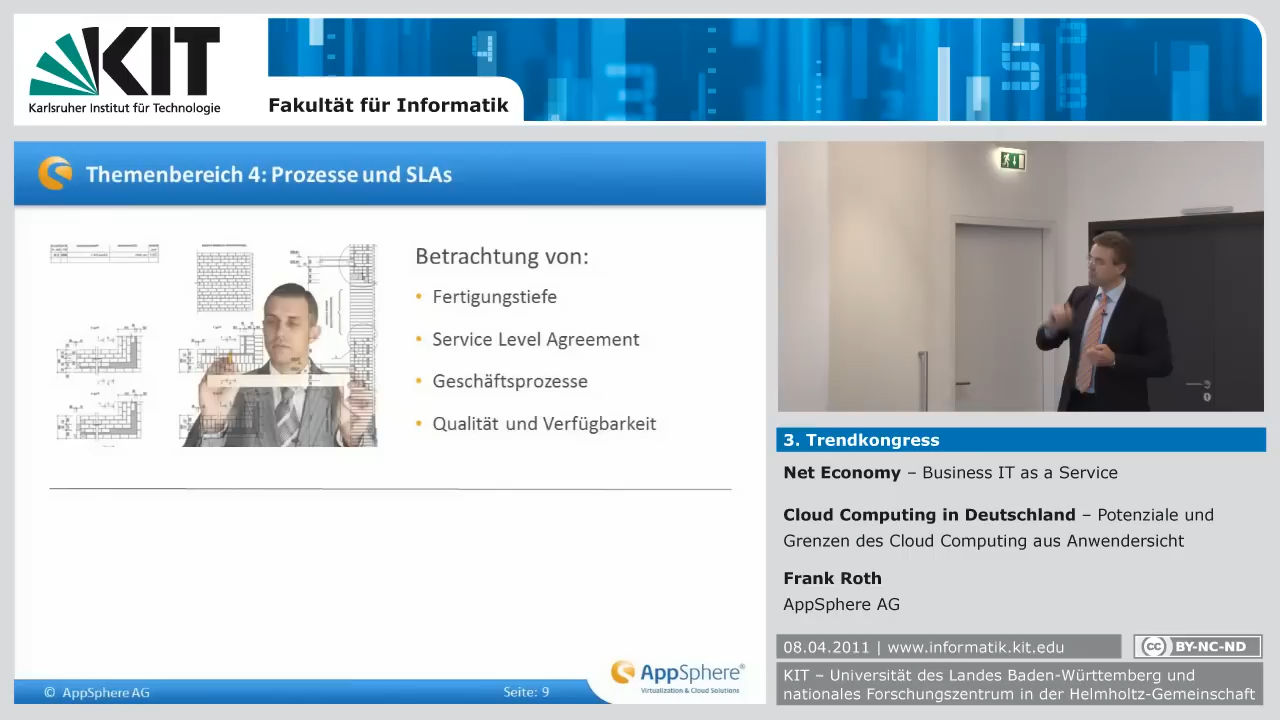 KIT
Karlsruher Institut für Technologie
Fakultät für Informatik
Themenbereich 4: Prozesse und SLAs
Betrachtung von:
• Fertigungstiefe
• Service Level Agreement
• Geschäftsprozesse
• Qualität und Verfügbarkeit
AppSphere®
Virtualization & Cloud Solutions
© AppSphere AG
Seite: 9
3. Trendkongress
Net Economy – Business IT as a Service
Cloud Computing in Deutschland – Potenziale und
Grenzen des Cloud Computing aus Anwendersicht
Frank Roth
AppSphere AG
08.04.2011 | www.informatik.kit.edu
cc BY-NC-ND
KIT – Universität des Landes Baden-Württemberg und
nationales Forschungszentrum in der Helmholtz-Gemeinschaft